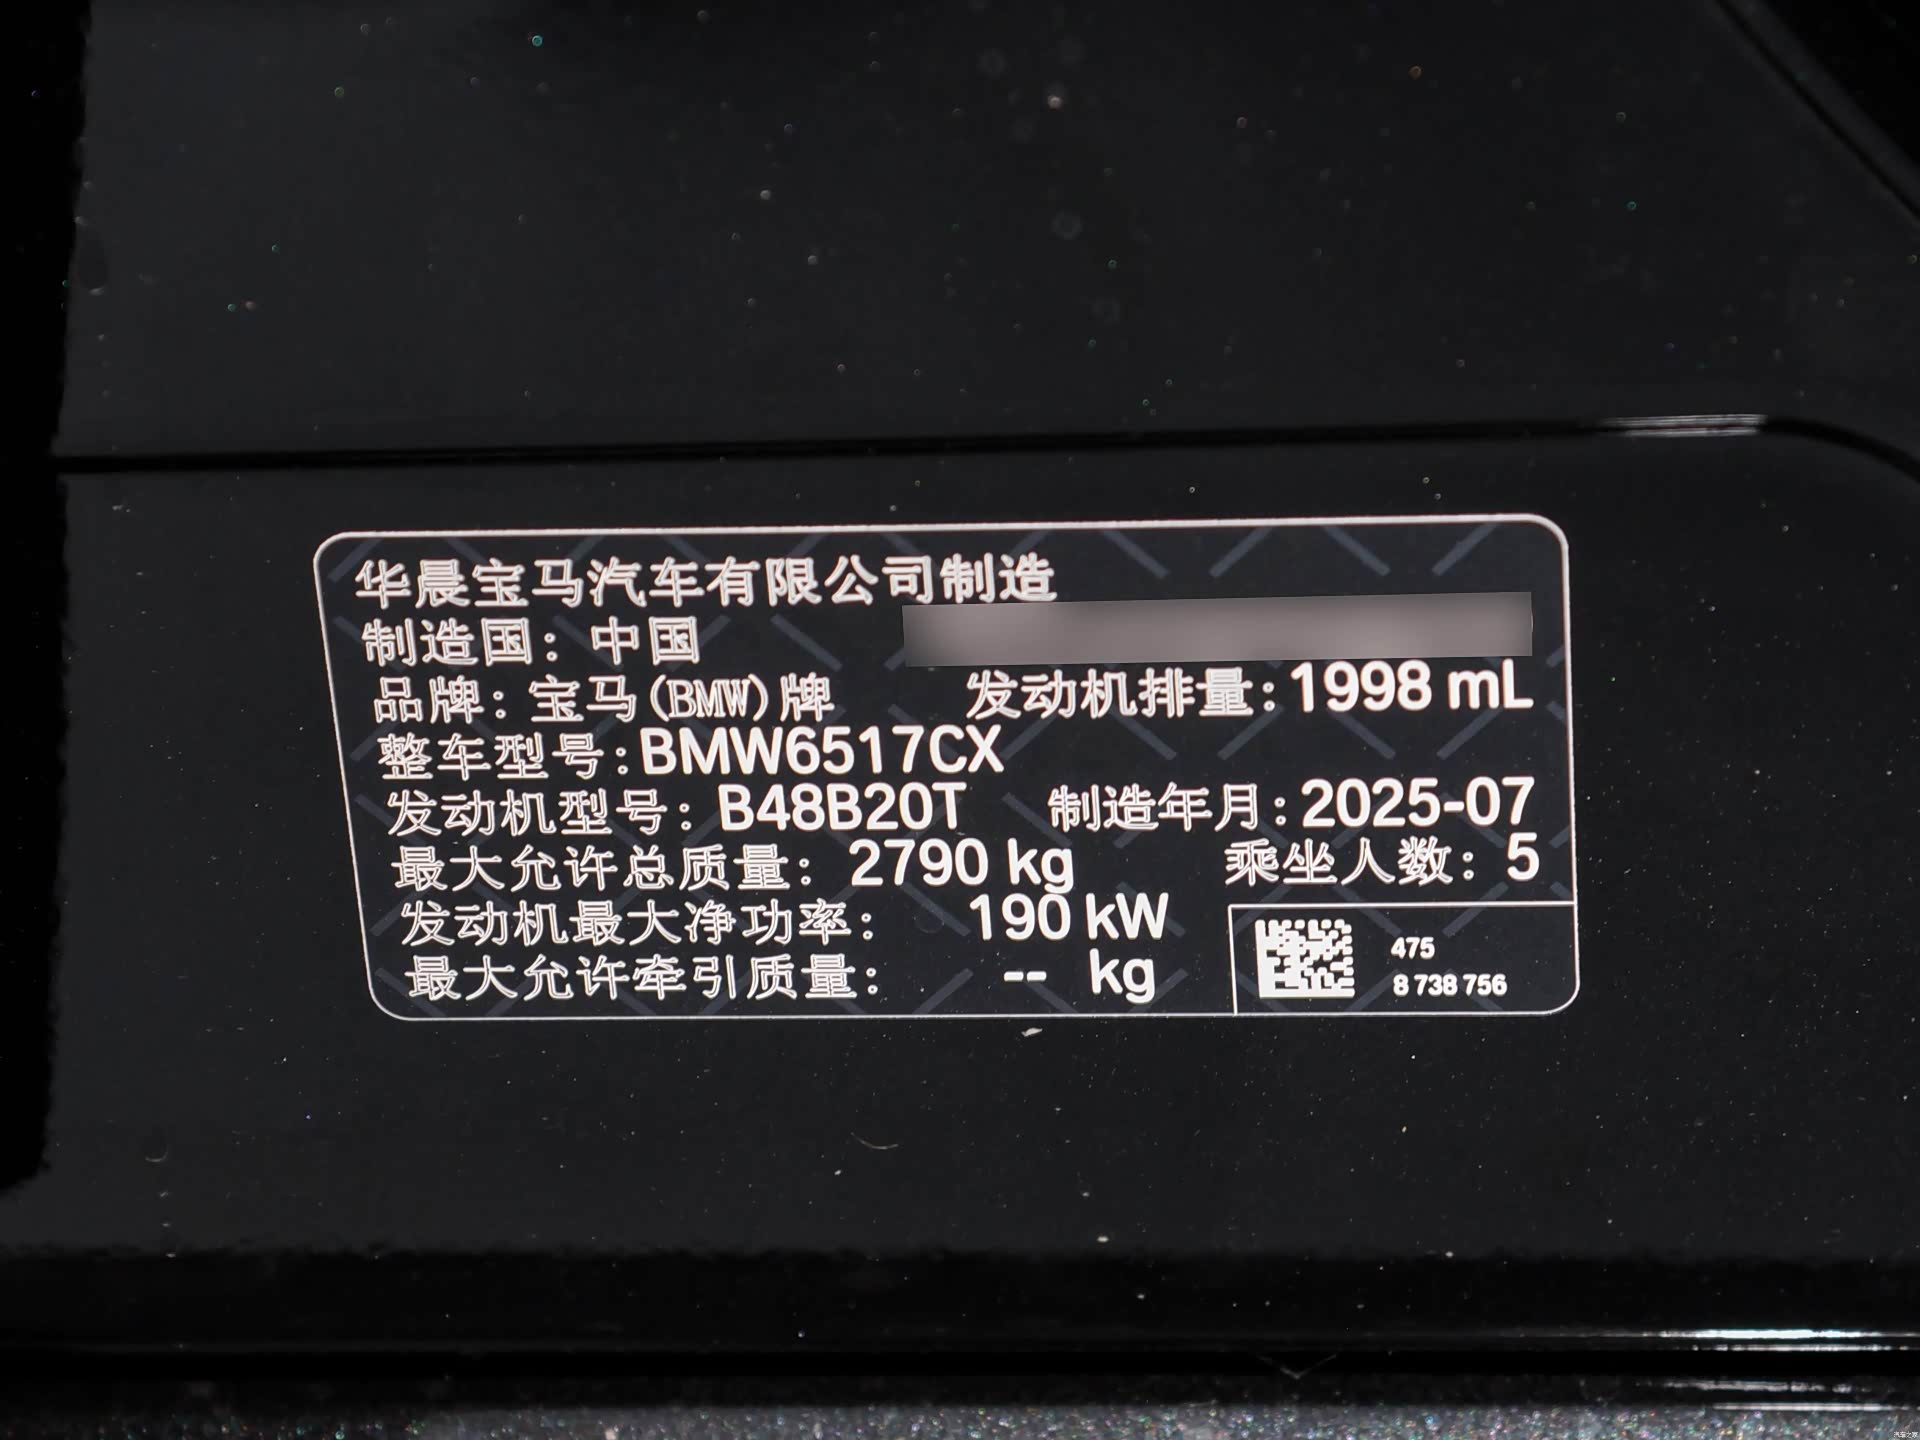 华晨宝马汽车有限公司制造
制造国：中国
品牌：宝马(BMW)牌 发动机排量：1998 mL
整车型号：BMW6517CX
发动机型号：B48B20T 制造年月：2025-07
最大允许总质量：2790 kg 乘坐人数：5
发动机最大净功率：190 kW
最大允许牵引质量：-- kg
475
8 738 756
汽车之家